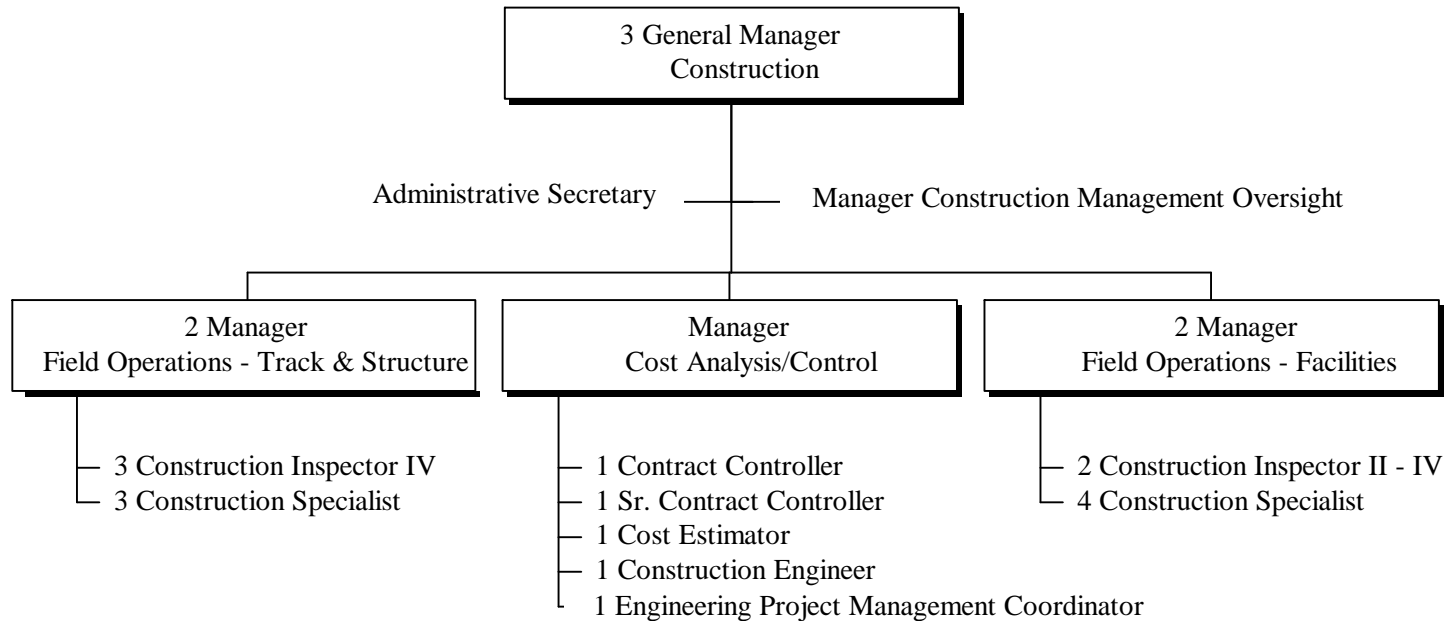 3 General Manager
Construction
Administrative Secretary
Manager Construction Management Oversight
2 Manager
Field Operations - Track & Structure
Manager
Cost Analysis/Control
2 Manager
Field Operations - Facilities
3 Construction Inspector IV
3 Construction Specialist
1 Contract Controller
1 Sr. Contract Controller
1 Cost Estimator
1 Construction Engineer
1 Engineering Project Management Coordinator
2 Construction Inspector II - IV
4 Construction Specialist